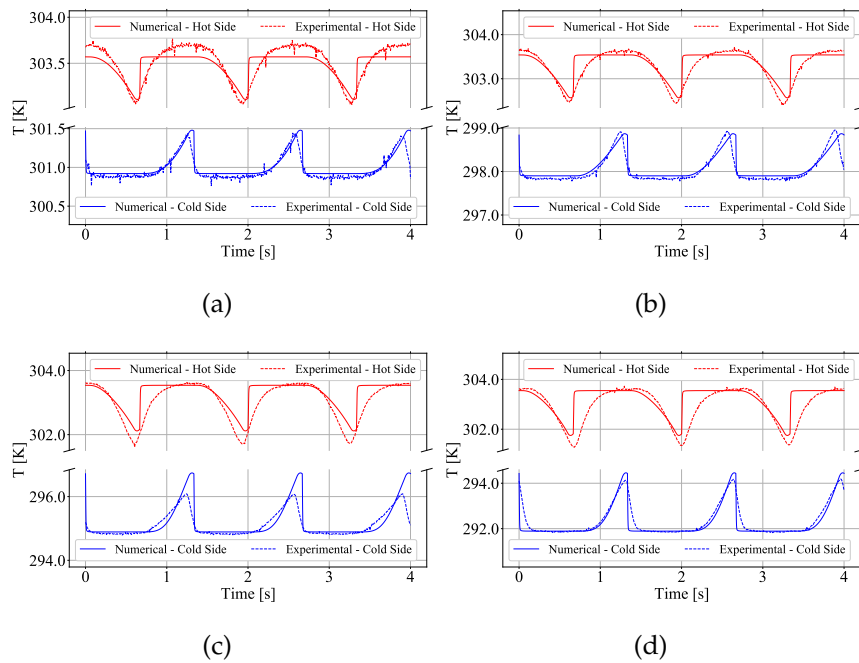 304.0
Numerical - Hot Side
Experimental - Hot Side
303.5
T [K]
301.5
301.0
300.5
Numerical - Cold Side
Experimental - Cold Side
0 1 2 3 4
Time [s]
(a)
304.0
Numerical - Hot Side
Experimental - Hot Side
303.0
T [K]
299.0
298.0
297.0
Numerical - Cold Side
Experimental - Cold Side
0 1 2 3 4
Time [s]
(b)
304.0
Numerical - Hot Side
Experimental - Hot Side
302.0
T [K]
296.0
294.0
Numerical - Cold Side
Experimental - Cold Side
0 1 2 3 4
Time [s]
(c)
304.0
Numerical - Hot Side
Experimental - Hot Side
302.0
T [K]
294.0
292.0
Numerical - Cold Side
Experimental - Cold Side
0 1 2 3 4
Time [s]
(d)